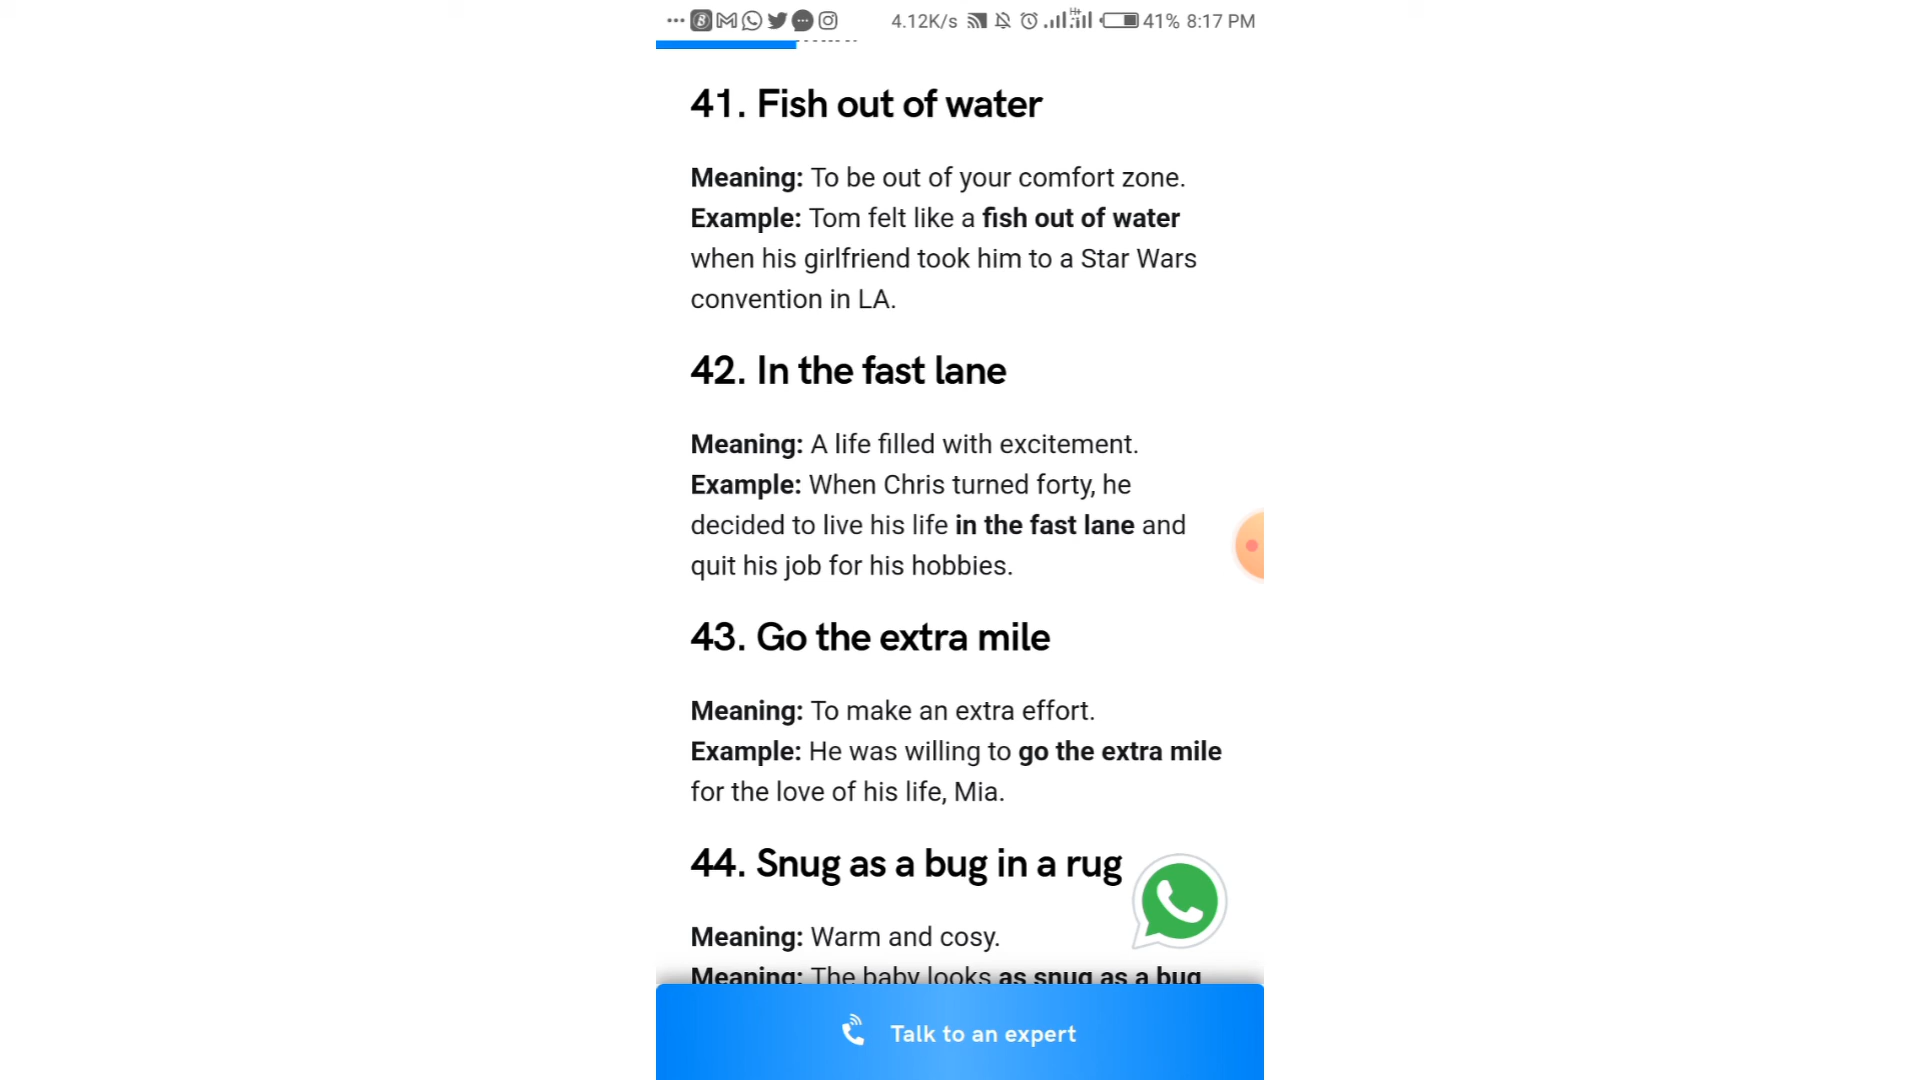 4.12K/s H+ 41% 8:17 PM
41. Fish out of water
Meaning: To be out of your comfort zone.
Example: Tom felt like a fish out of water
when his girlfriend took him to a Star Wars
convention in LA.
42. In the fast lane
Meaning: A life filled with excitement.
Example: When Chris turned forty, he
decided to live his life in the fast lane and
quit his job for his hobbies.
43. Go the extra mile
Meaning: To make an extra effort.
Example: He was willing to go the extra mile
for the love of his life, Mia.
44. Snug as a bug in a rug
Meaning: Warm and cosy.
Meaning: The baby looks as snug as a bug
Talk to an expert